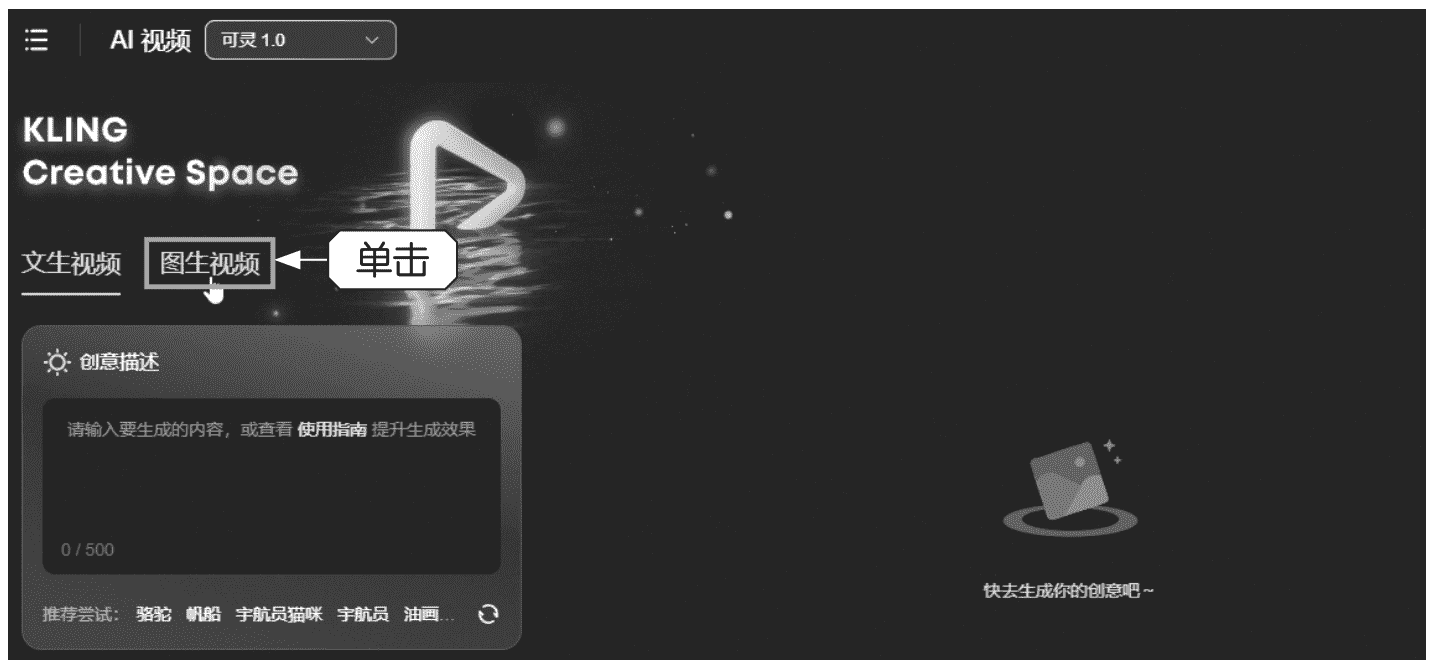 AI 视频 可灵 1.0
KLING
Creative Space
文生视频 图生视频 单击
创意描述
请输入要生成的内容，或查看 使用指南 提升生成效果
0 / 500
推荐尝试： 骆驼 帆船 宇航员猫咪 宇航员 油画...
快去生成你的创意吧~